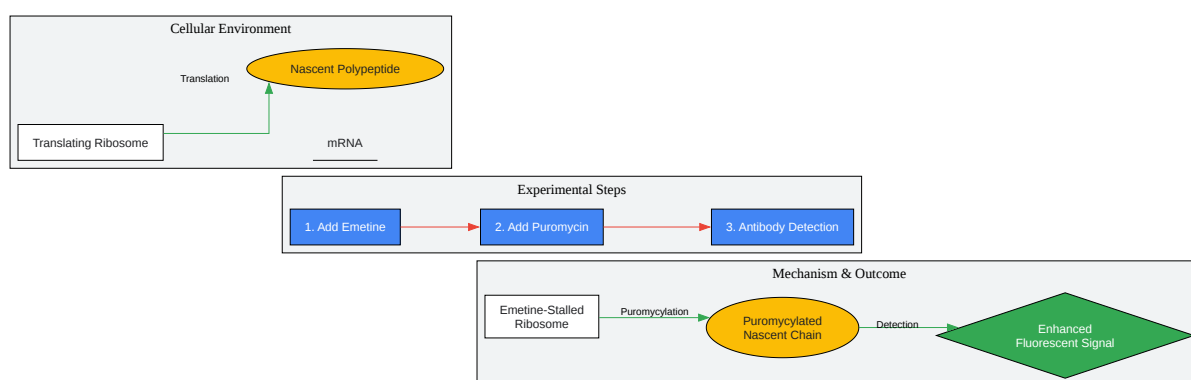 Cellular Environment
Nascent Polypeptide
Translation
Translating Ribosome
mRNA
Experimental Steps
1. Add Emetine
2. Add Puromycin
3. Antibody Detection
Mechanism & Outcome
Emetine-Stalled
Ribosome
Puromycylation
Puromycylated
Nascent Chain
Detection
Enhanced
Fluorescent Signal